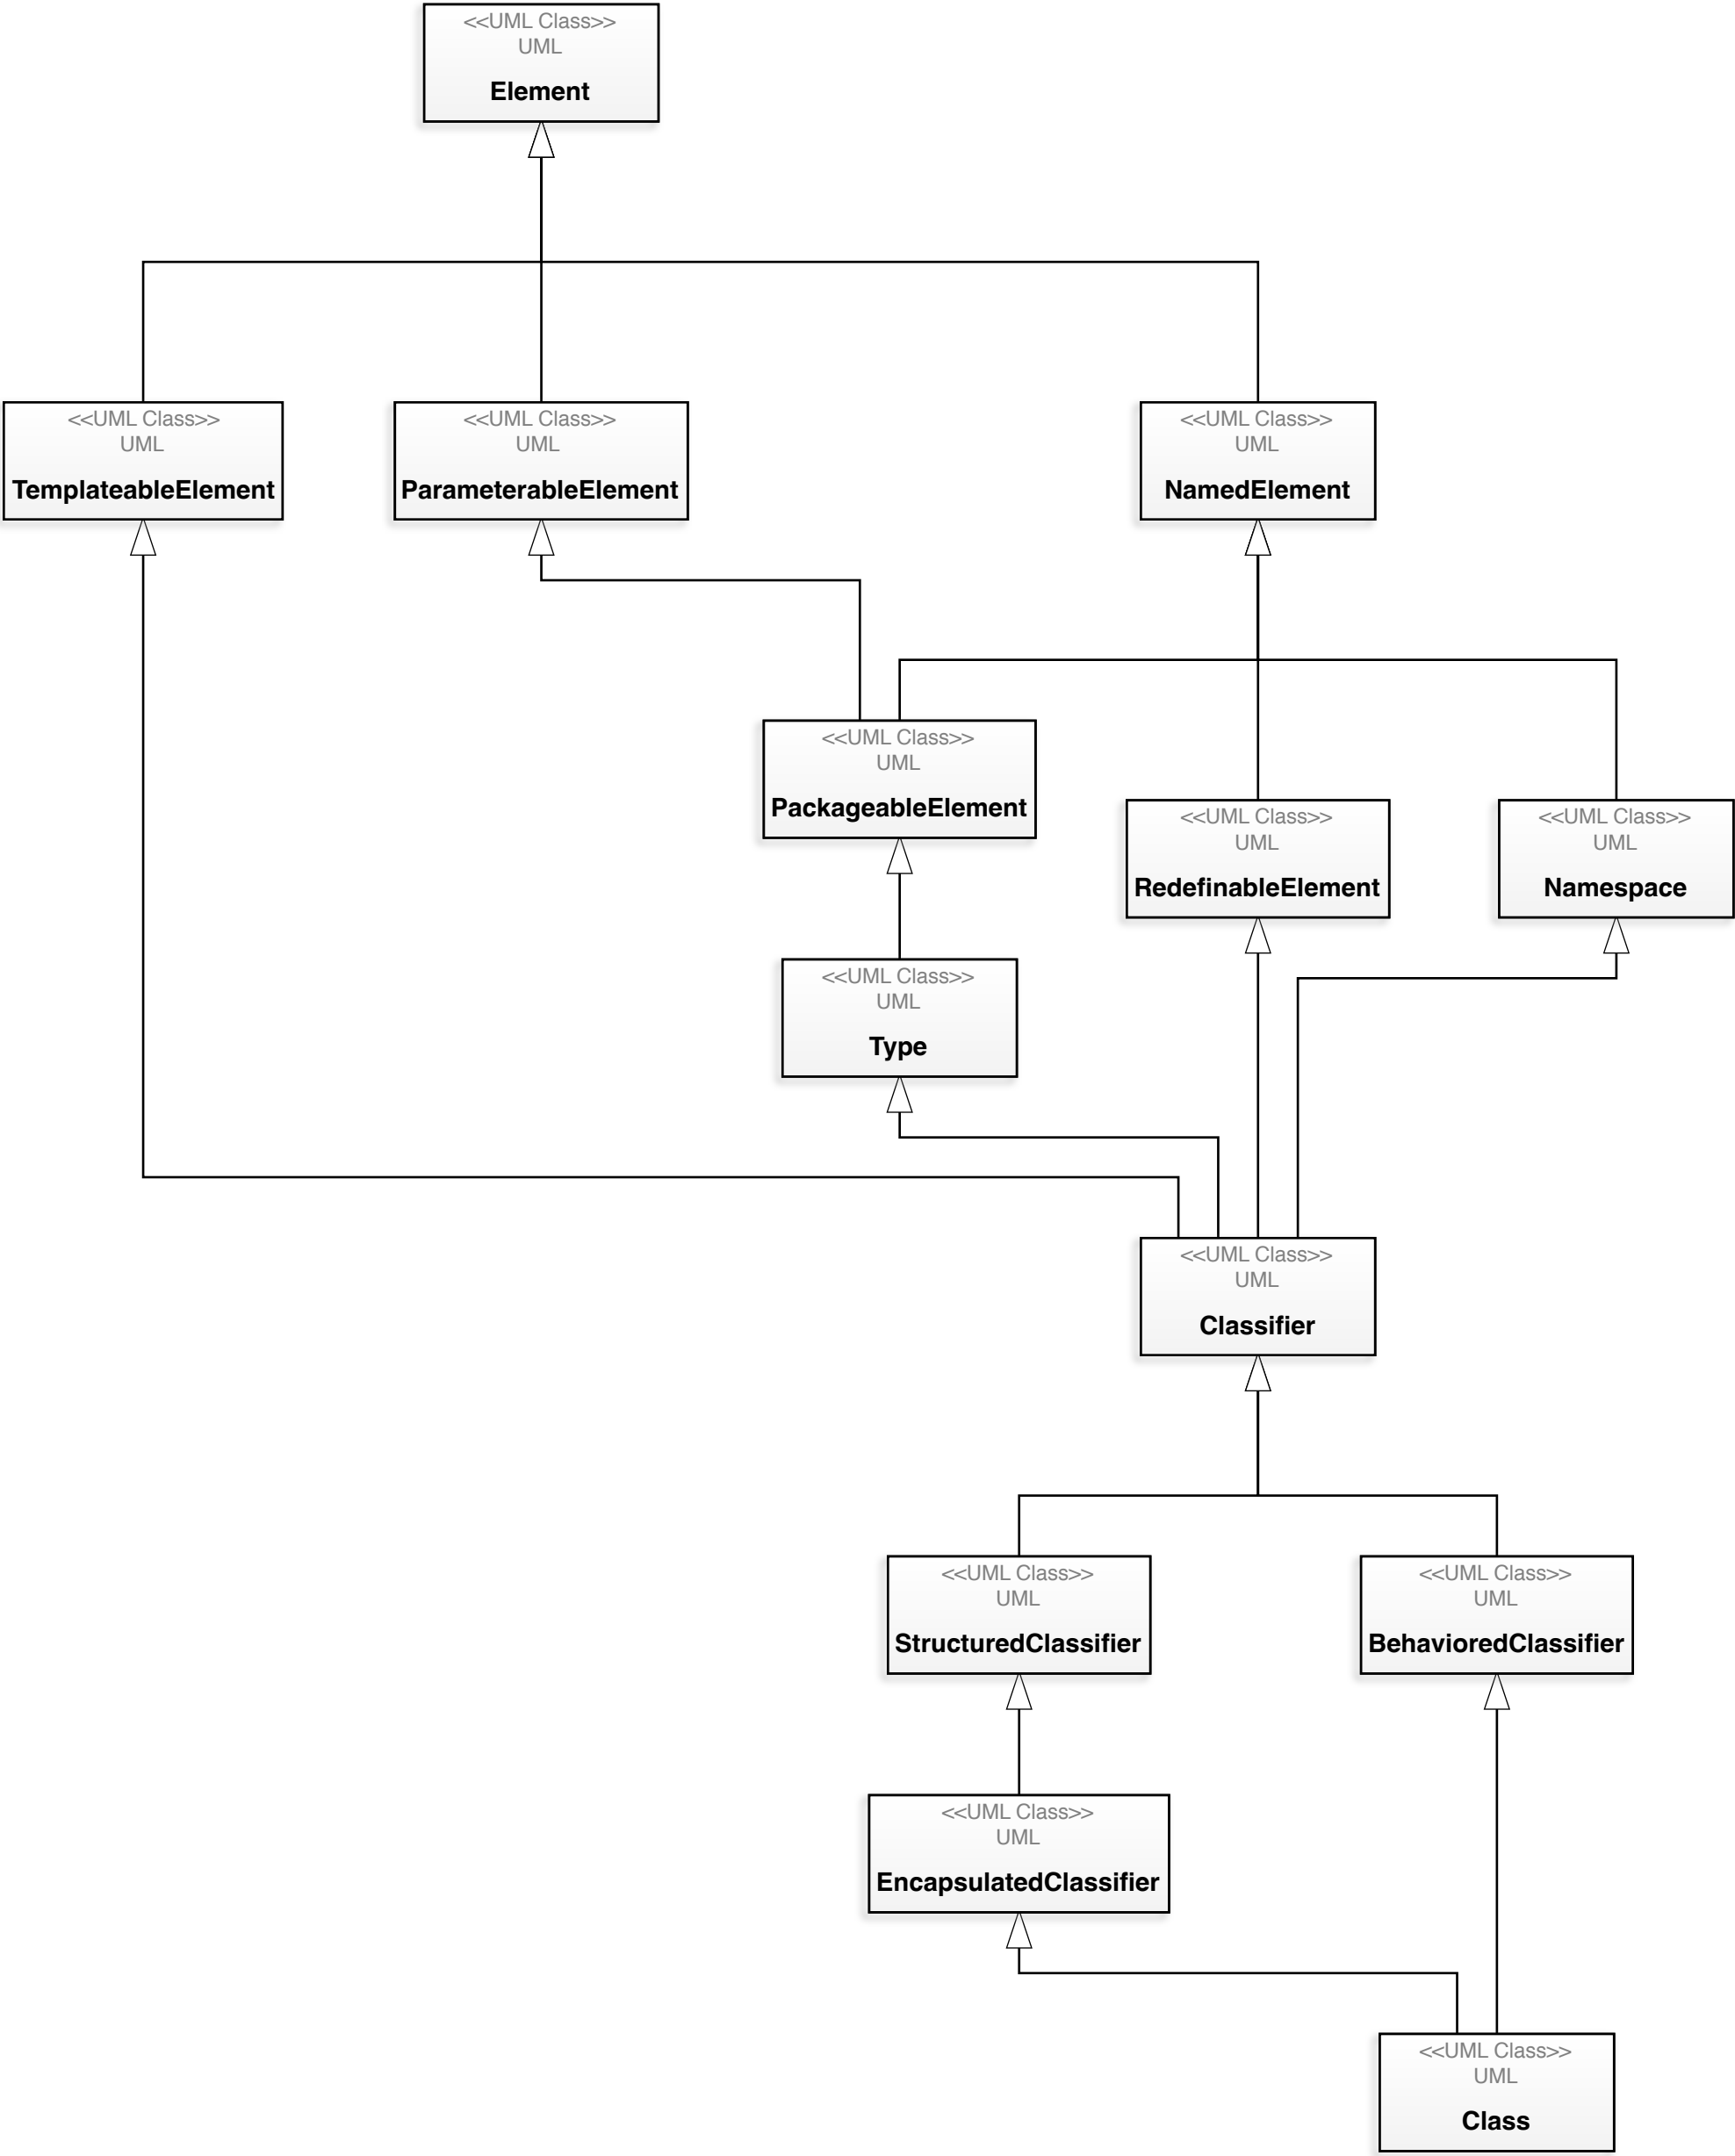 <<UML Class>>
UML
Element
<<UML Class>>
UML
TemplateableElement
<<UML Class>>
UML
ParameterableElement
<<UML Class>>
UML
NamedElement
<<UML Class>>
UML
PackageableElement
<<UML Class>>
UML
RedefinableElement
<<UML Class>>
UML
Namespace
<<UML Class>>
UML
Type
<<UML Class>>
UML
Classifier
<<UML Class>>
UML
StructuredClassifier
<<UML Class>>
UML
BehavioredClassifier
<<UML Class>>
UML
EncapsulatedClassifier
<<UML Class>>
UML
Class